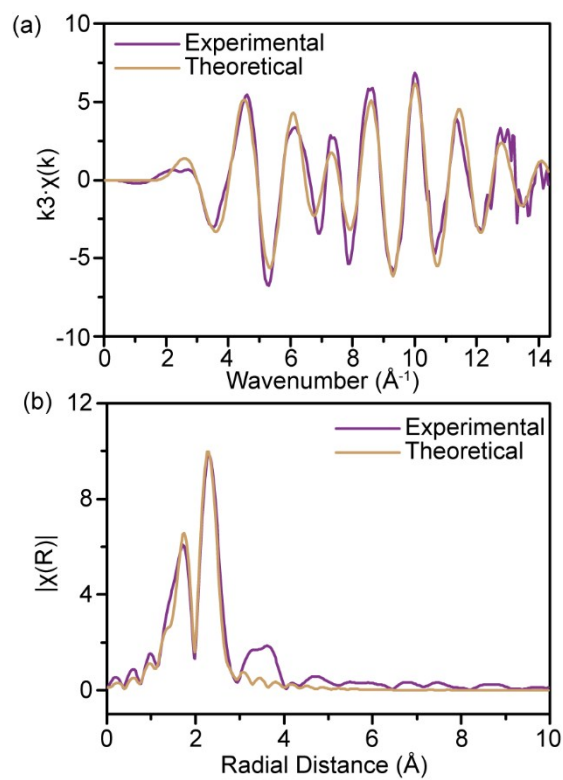 (a)
Experimental
Theoretical
10
5
0
-5
-10
k3·χ(k)
0 2 4 6 8 10 12 14
Wavenumber (Å-1)
(b)
Experimental
Theoretical
12
8
4
0
|χ(R)|
0 2 4 6 8 10
Radial Distance (Å)